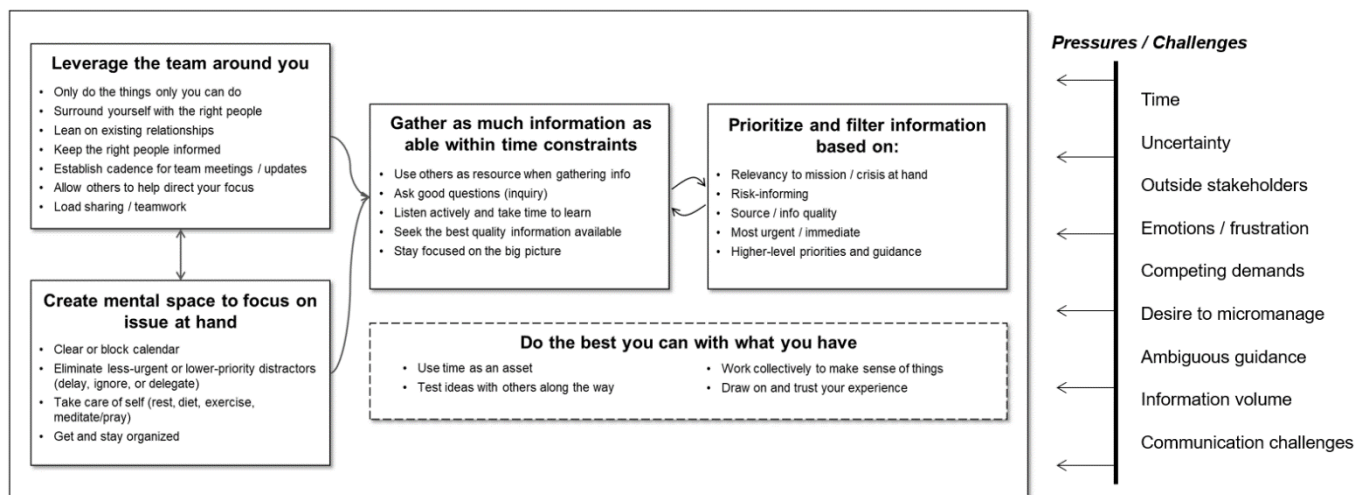 Leverage the team around you
• Only do the things only you can do
• Surround yourself with the right people
• Lean on existing relationships
• Keep the right people informed
• Establish cadence for team meetings / updates
• Allow others to help direct your focus
• Load sharing / teamwork
Create mental space to focus on
issue at hand
• Clear or block calendar
• Eliminate less-urgent or lower-priority distractors
(delay, ignore, or delegate)
• Take care of self (rest, diet, exercise,
meditate/pray)
• Get and stay organized
Gather as much information as
able within time constraints
• Use others as resource when gathering info
• Ask good questions (inquiry)
• Listen actively and take time to learn
• Seek the best quality information available
• Stay focused on the big picture
Prioritize and filter information
based on:
• Relevancy to mission / crisis at hand
• Risk-informing
• Source / info quality
• Most urgent / immediate
• Higher-level priorities and guidance
Do the best you can with what you have
• Use time as an asset
• Test ideas with others along the way
• Work collectively to make sense of things
• Draw on and trust your experience
Pressures / Challenges
Time
Uncertainty
Outside stakeholders
Emotions / frustration
Competing demands
Desire to micromanage
Ambiguous guidance
Information volume
Communication challenges